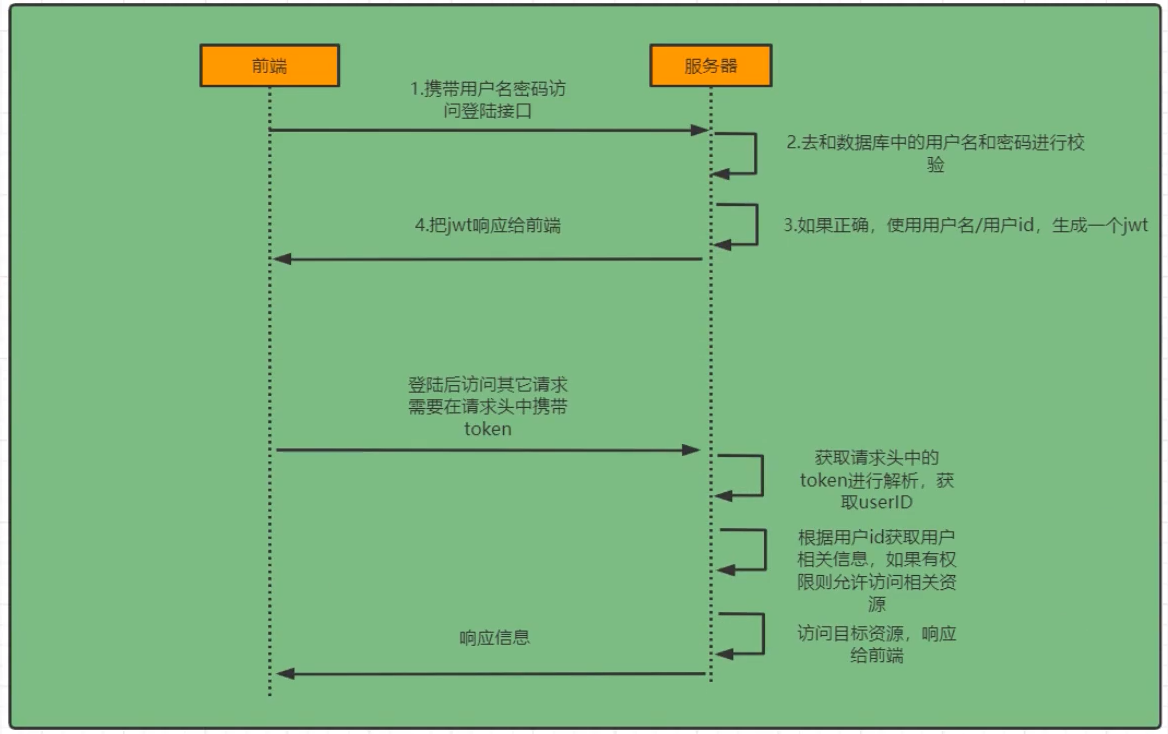 前端
服务器
1.携带用户名密码访
问登陆接口
2.去和数据库中的用户名和密码进行校
验
3.如果正确，使用用户名/用户id，生成一个jwt
4.把jwt响应给前端
登陆后访问其它请求
需要在请求头中携带
token
获取请求头中的
token进行解析，获
取userID
根据用户id获取用户
相关信息，如果有权
限则允许访问相关资
源
访问目标资源，响应
给前端
响应信息